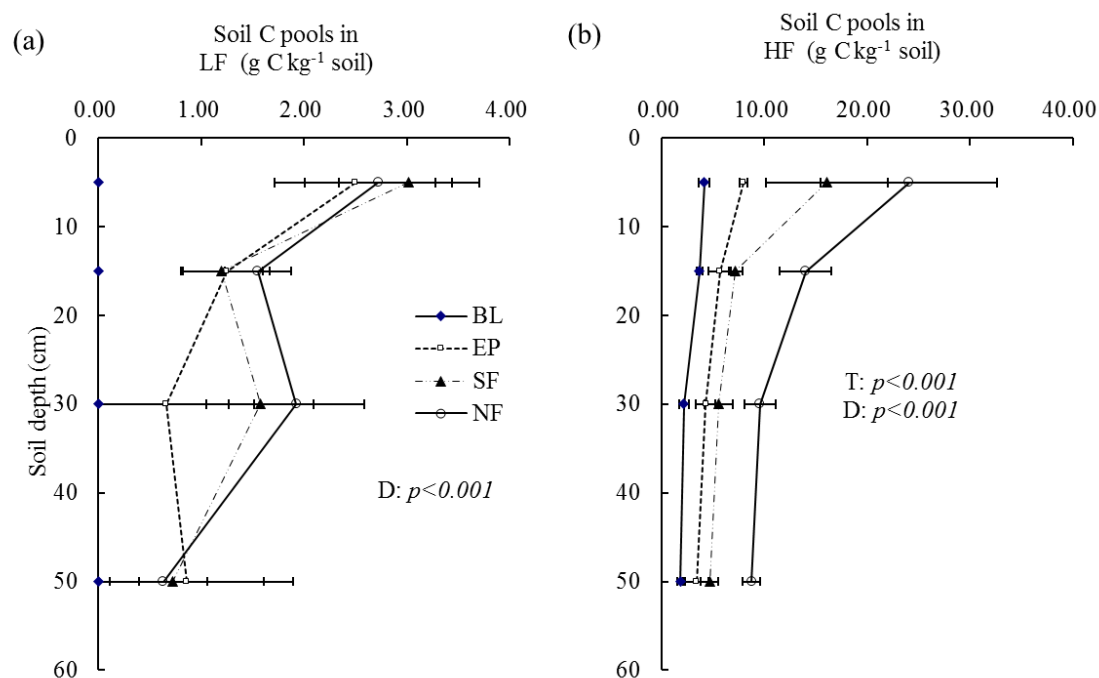 (a)
Soil C pools in
LF (g C kg⁻¹ soil)
0.00 1.00 2.00 3.00 4.00
0
10
20
30
40
50
60
Soil depth (cm)
BL
EP
SF
NF
D: p<0.001
(b)
Soil C pools in
HF (g C kg⁻¹ soil)
0.00 10.00 20.00 30.00 40.00
0
10
20
30
40
50
60
T: p<0.001
D: p<0.001